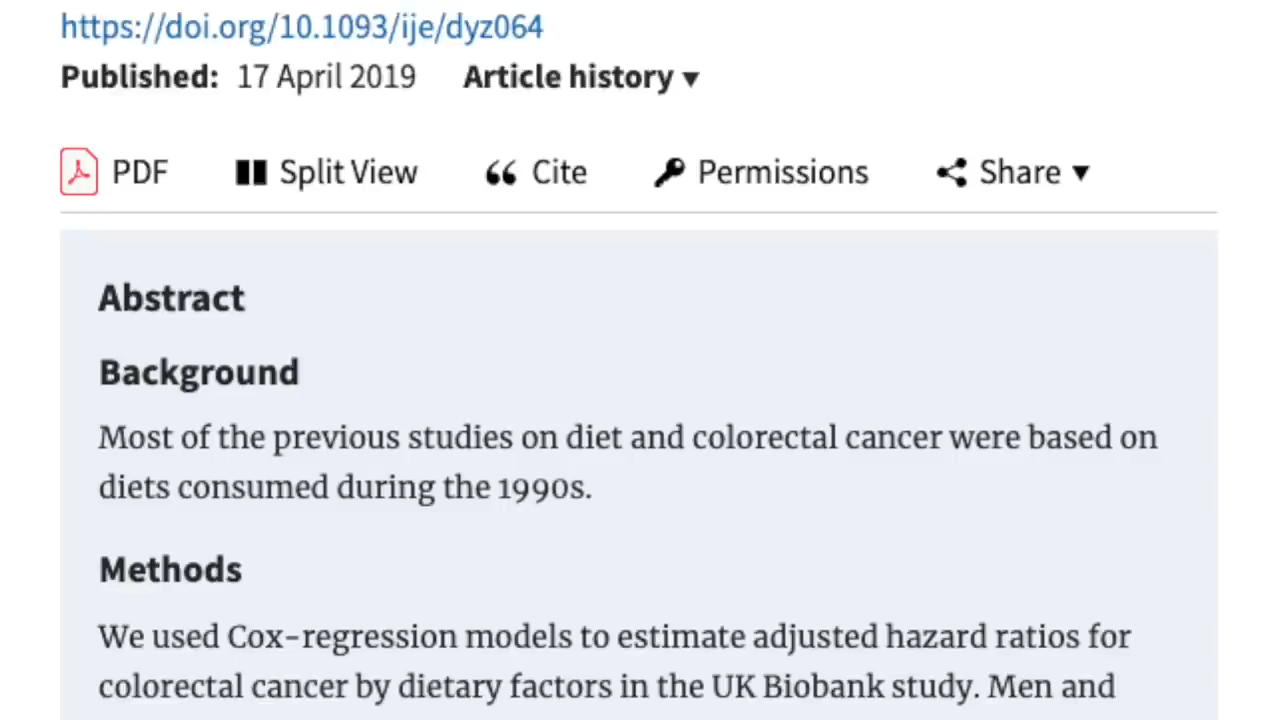 https://doi.org/10.1093/ije/dyz064
Published: 17 April 2019 Article history ▼
PDF Split View Cite Permissions Share ▼
Abstract
Background
Most of the previous studies on diet and colorectal cancer were based on
diets consumed during the 1990s.
Methods
We used Cox-regression models to estimate adjusted hazard ratios for
colorectal cancer by dietary factors in the UK Biobank study. Men and